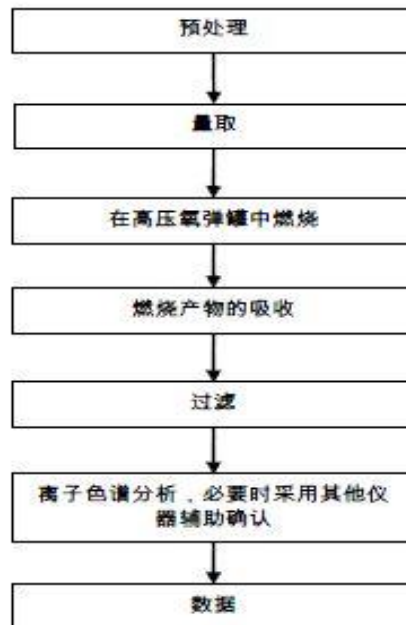 预处理
量取
在高压氧弹罐中燃烧
燃烧产物的吸收
过滤
离子色谱分析，必要时采用其他仪
器辅助确认
数据